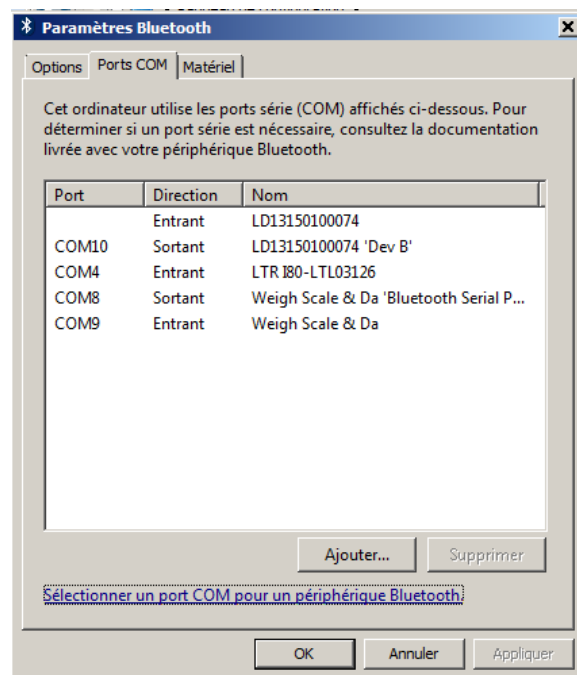 Paramètres Bluetooth
Options Ports COM Matériel
Cet ordinateur utilise les ports série (COM) affichés ci-dessous. Pour
déterminer si un port série est nécessaire, consultez la documentation
livrée avec votre périphérique Bluetooth.
Port Direction Nom
Entrant LD13150100074
COM10 Sortant LD13150100074 'Dev B'
COM4 Entrant LTR I80-LTL03126
COM8 Sortant Weigh Scale & Da 'Bluetooth Serial P...
COM9 Entrant Weigh Scale & Da
Ajouter... Supprimer
Sélectionner un port COM pour un périphérique Bluetooth.
OK Annuler Appliquer